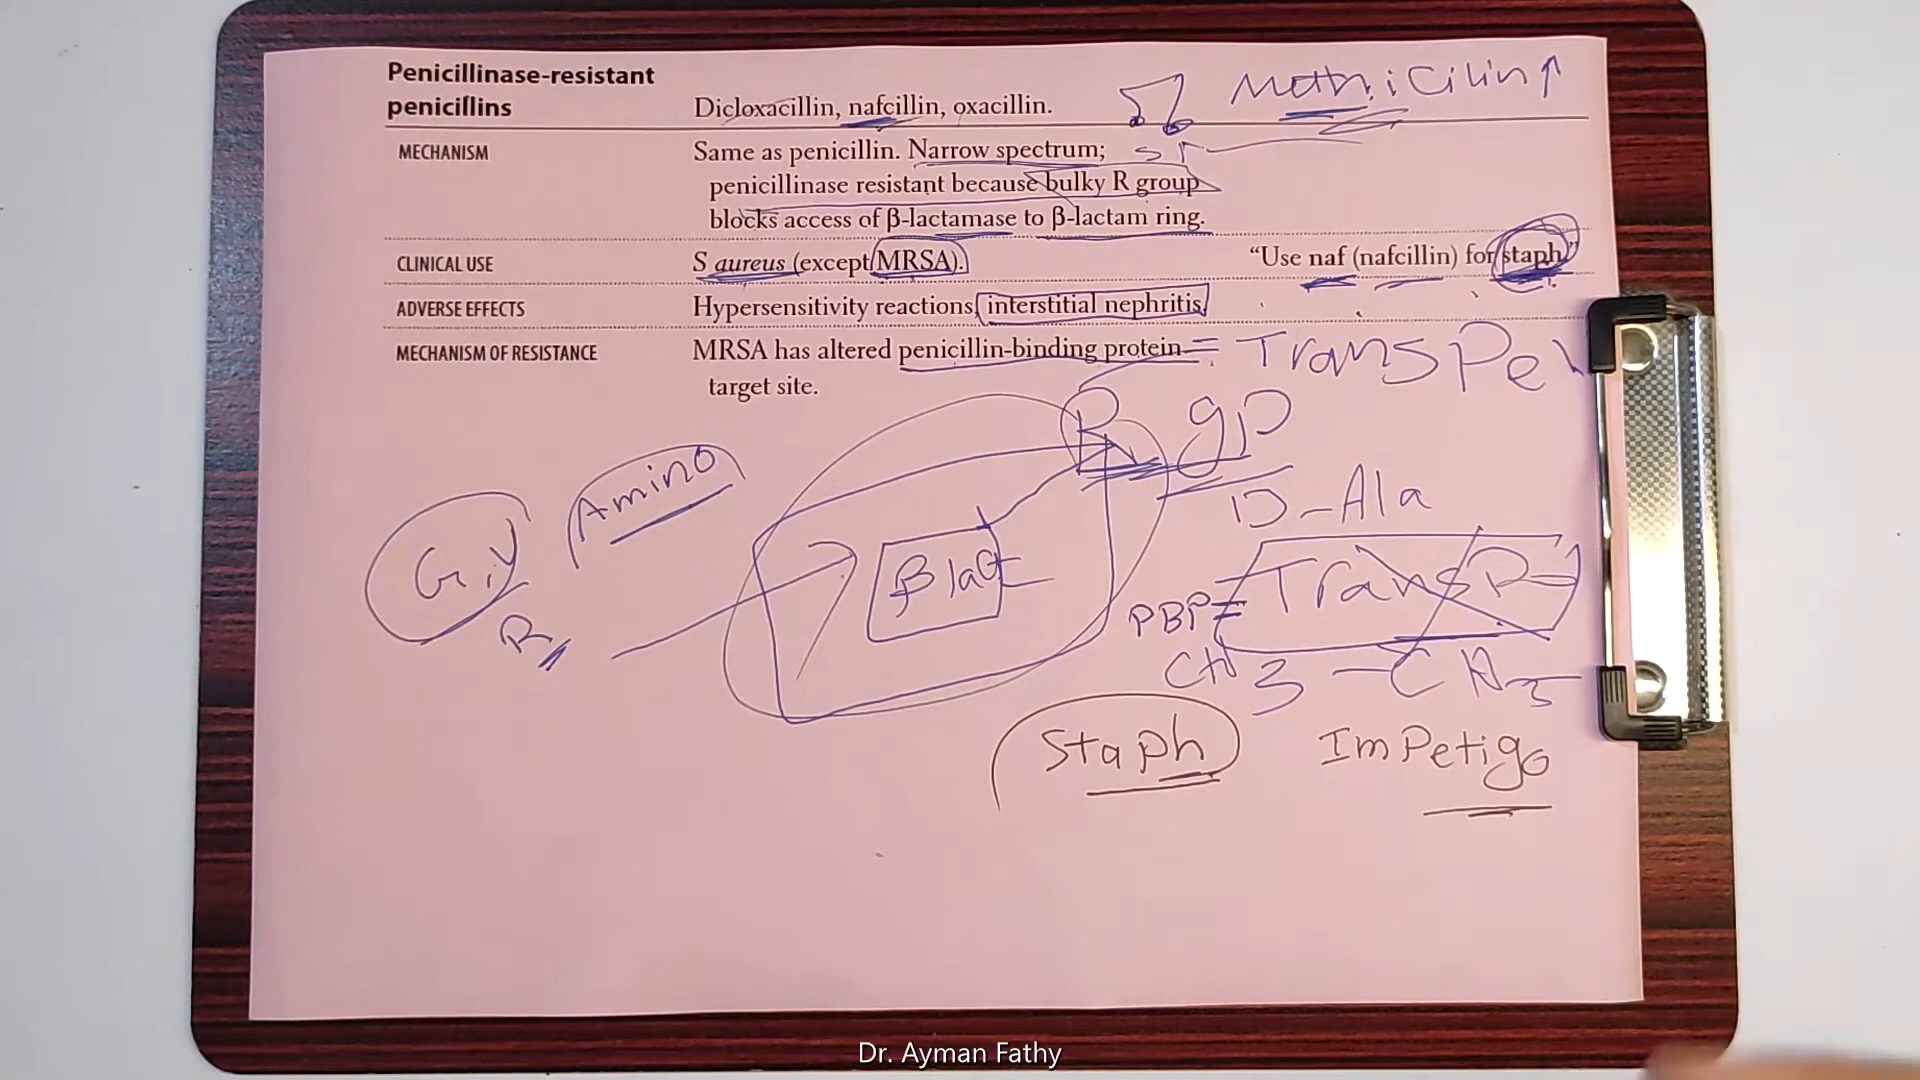 Penicillinase-resistant
penicillins
Dicloxacillin, nafcillin, oxacillin.
Methicilin
MECHANISM
Same as penicillin. Narrow spectrum;
penicillinase resistant because bulky R group
blocks access of β-lactamase to β-lactam ring.
CLINICAL USE
S aureus (except MRSA).
“Use naf (nafcillin) for staph.”
ADVERSE EFFECTS
Hypersensitivity reactions, interstitial nephritis.
MECHANISM OF RESISTANCE
MRSA has altered penicillin-binding protein
target site.
= TransPe
R gp
Amino
D-Ala
G,V
β lac
PBP= TransP
CH3 - CH3
Staph
ImPetigo
Dr. Ayman Fathy